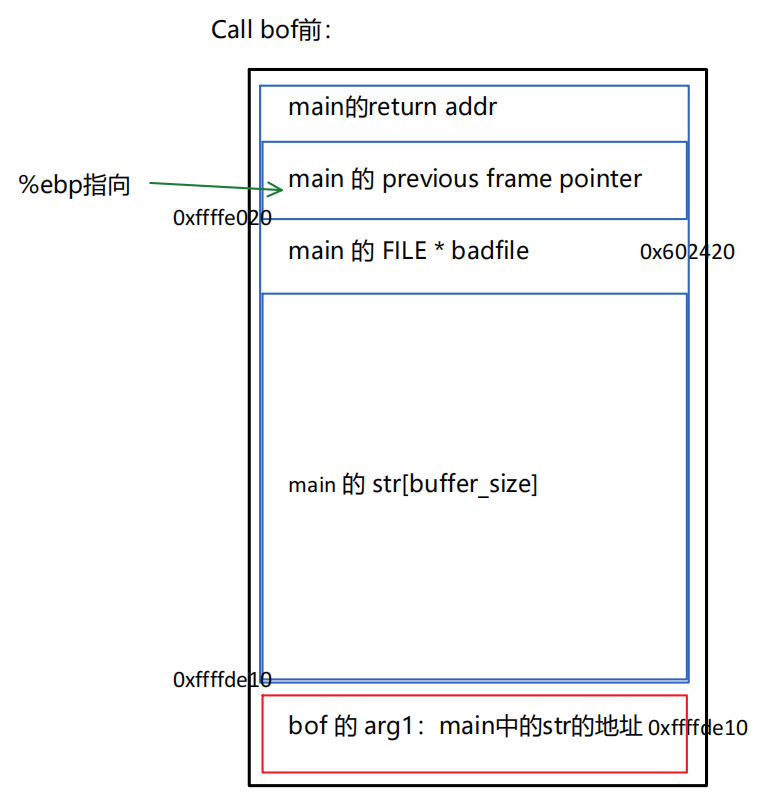 Call bof前：
main的return addr
%ebp指向
main 的 previous frame pointer
0xffffe020
main 的 FILE * badfile
0x602420
main 的 str[buffer_size]
0xffffde10
bof 的 arg1：main中的str的地址 0xffffde10